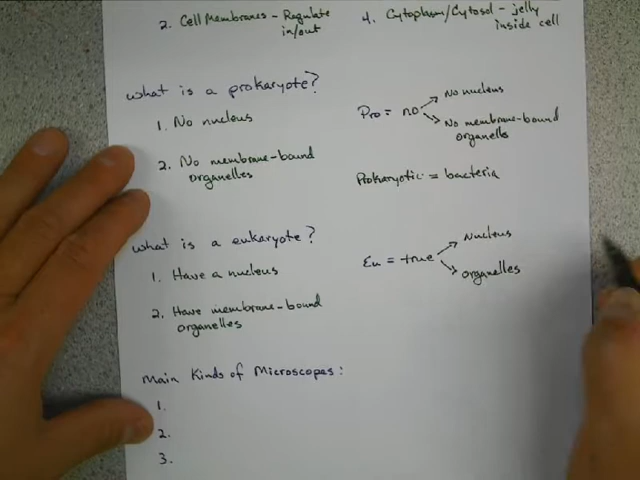 2. Cell Membranes - Regulate in/out
4. Cytoplasm/Cytosol - jelly inside cell
What is a prokaryote?
1. No nucleus
2. No membrane-bound
organelles
Pro = no
No nucleus
No membrane-bound
organelles
Prokaryotic = bacteria
What is a eukaryote?
1. Have a nucleus
2. Have membrane-bound
organelles
Eu = true
Nucleus
organelles
Main Kinds of Microscopes:
1.
2.
3.